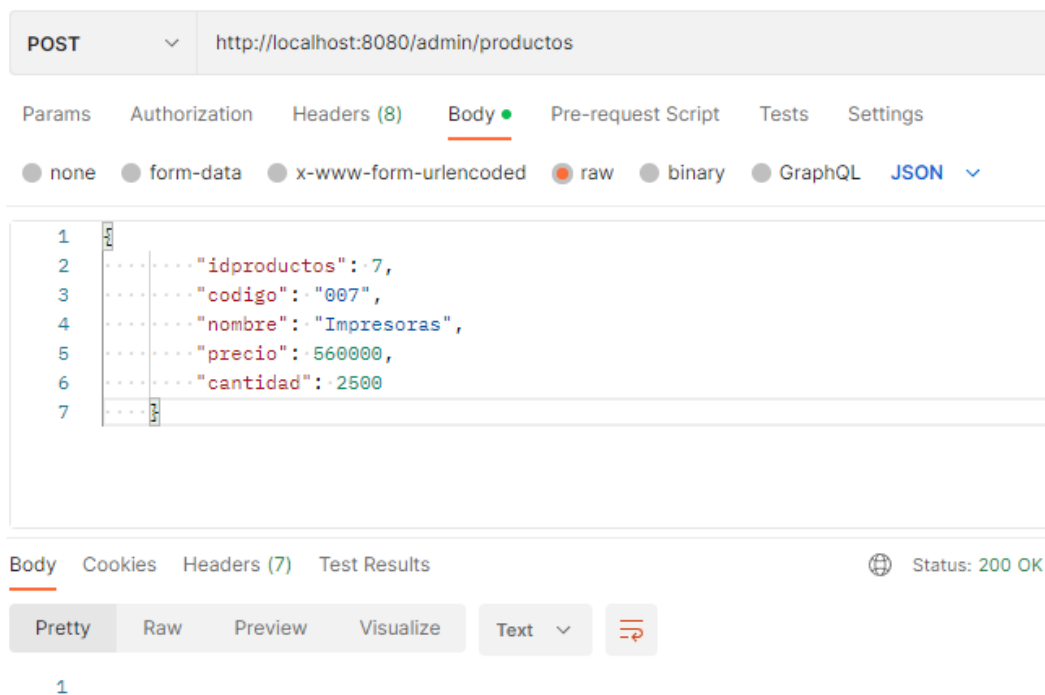 POST http://localhost:8080/admin/productos
Params Authorization Headers (8) Body Pre-request Script Tests Settings
none form-data x-www-form-urlencoded raw binary GraphQL JSON
1 {
2 "idproductos": 7,
3 "codigo": "007",
4 "nombre": "Impresoras",
5 "precio": 560000,
6 "cantidad": 2500
7 }
Body Cookies Headers (7) Test Results Status: 200 OK
Pretty Raw Preview Visualize Text
1